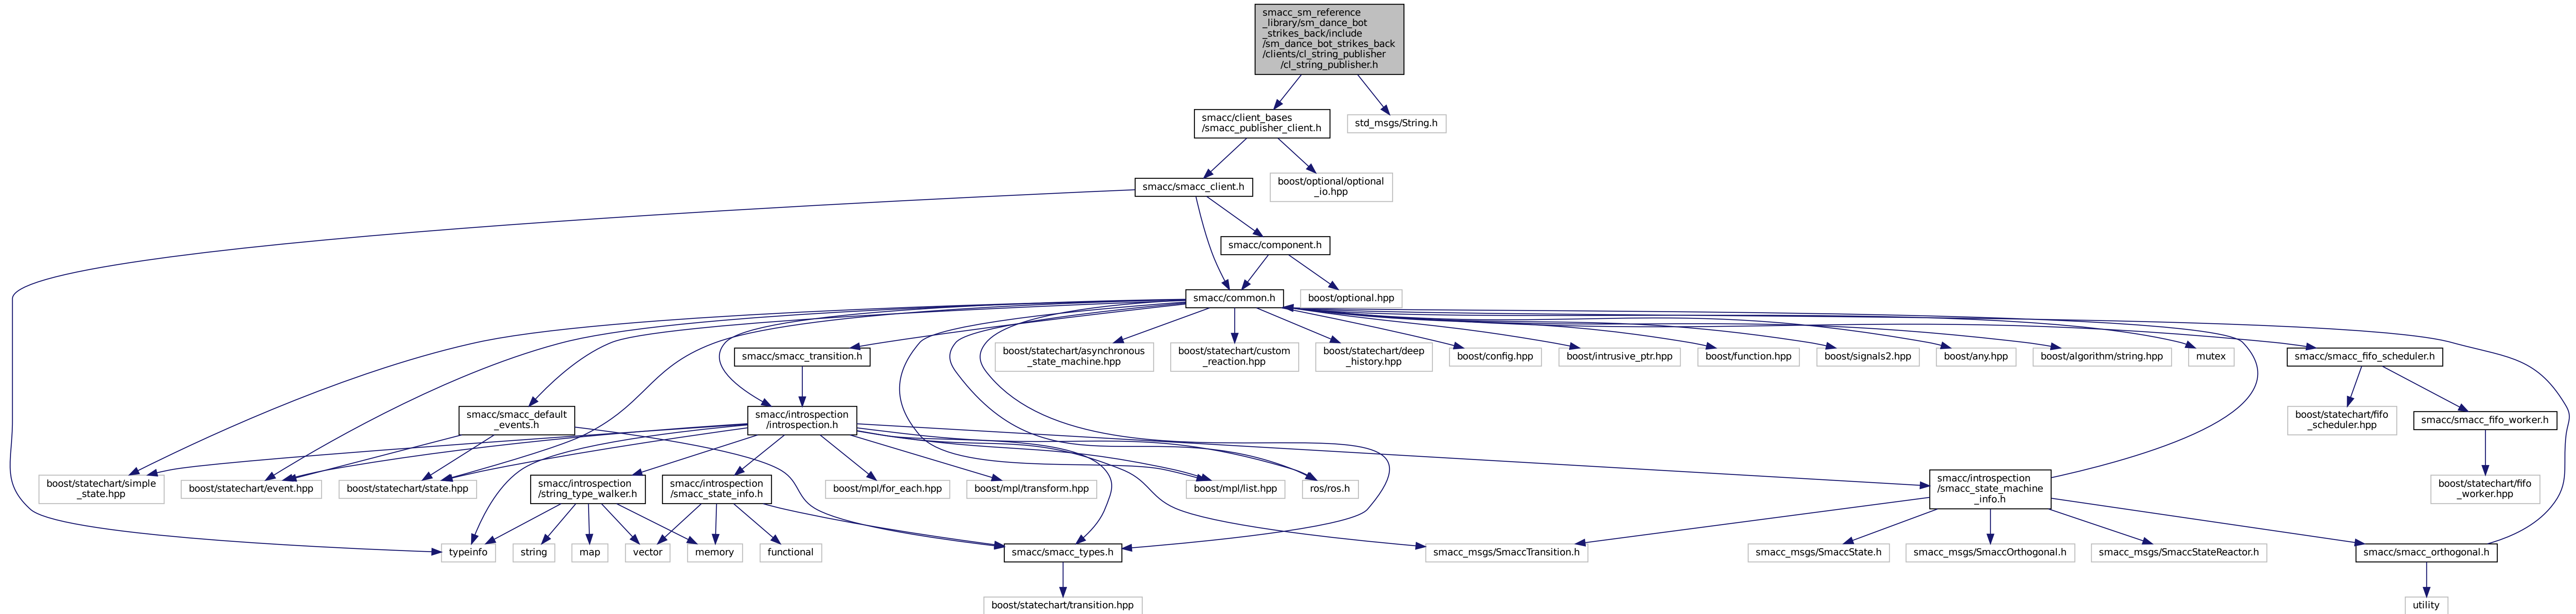 smacc_sm_reference
_library/sm_dance_bot
_strikes_back/include
/sm_dance_bot_strikes_back
/clients/cl_string_publisher
/cl_string_publisher.h
smacc/client_bases
/smacc_publisher_client.h
std_msgs/String.h
smacc/smacc_client.h
boost/optional/optional
_io.hpp
smacc/component.h
smacc/common.h
boost/optional.hpp
smacc/smacc_transition.h
boost/statechart/asynchronous
_state_machine.hpp
boost/statechart/custom
_reaction.hpp
boost/statechart/deep
_history.hpp
boost/config.hpp
boost/intrusive_ptr.hpp
boost/function.hpp
boost/signals2.hpp
boost/any.hpp
boost/algorithm/string.hpp
mutex
smacc/smacc_fifo_scheduler.h
smacc/smacc_default
_events.h
smacc/introspection
/introspection.h
boost/statechart/fifo
_scheduler.hpp
smacc/smacc_fifo_worker.h
boost/statechart/simple
_state.hpp
boost/statechart/event.hpp
boost/statechart/state.hpp
smacc/introspection
/string_type_walker.h
smacc/introspection
/smacc_state_info.h
boost/mpl/for_each.hpp
boost/mpl/transform.hpp
boost/mpl/list.hpp
ros/ros.h
smacc/introspection
/smacc_state_machine
_info.h
boost/statechart/fifo
_worker.hpp
typeinfo
string
map
vector
memory
functional
smacc/smacc_types.h
smacc_msgs/SmaccTransition.h
smacc_msgs/SmaccState.h
smacc_msgs/SmaccOrthogonal.h
smacc_msgs/SmaccStateReactor.h
smacc/smacc_orthogonal.h
boost/statechart/transition.hpp
utility